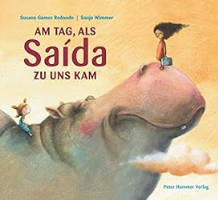 Susana Gómez Redondo / Sonja Wimmer
AM TAG, ALS
Saída
ZU UNS KAM
Peter Hammer Verlag